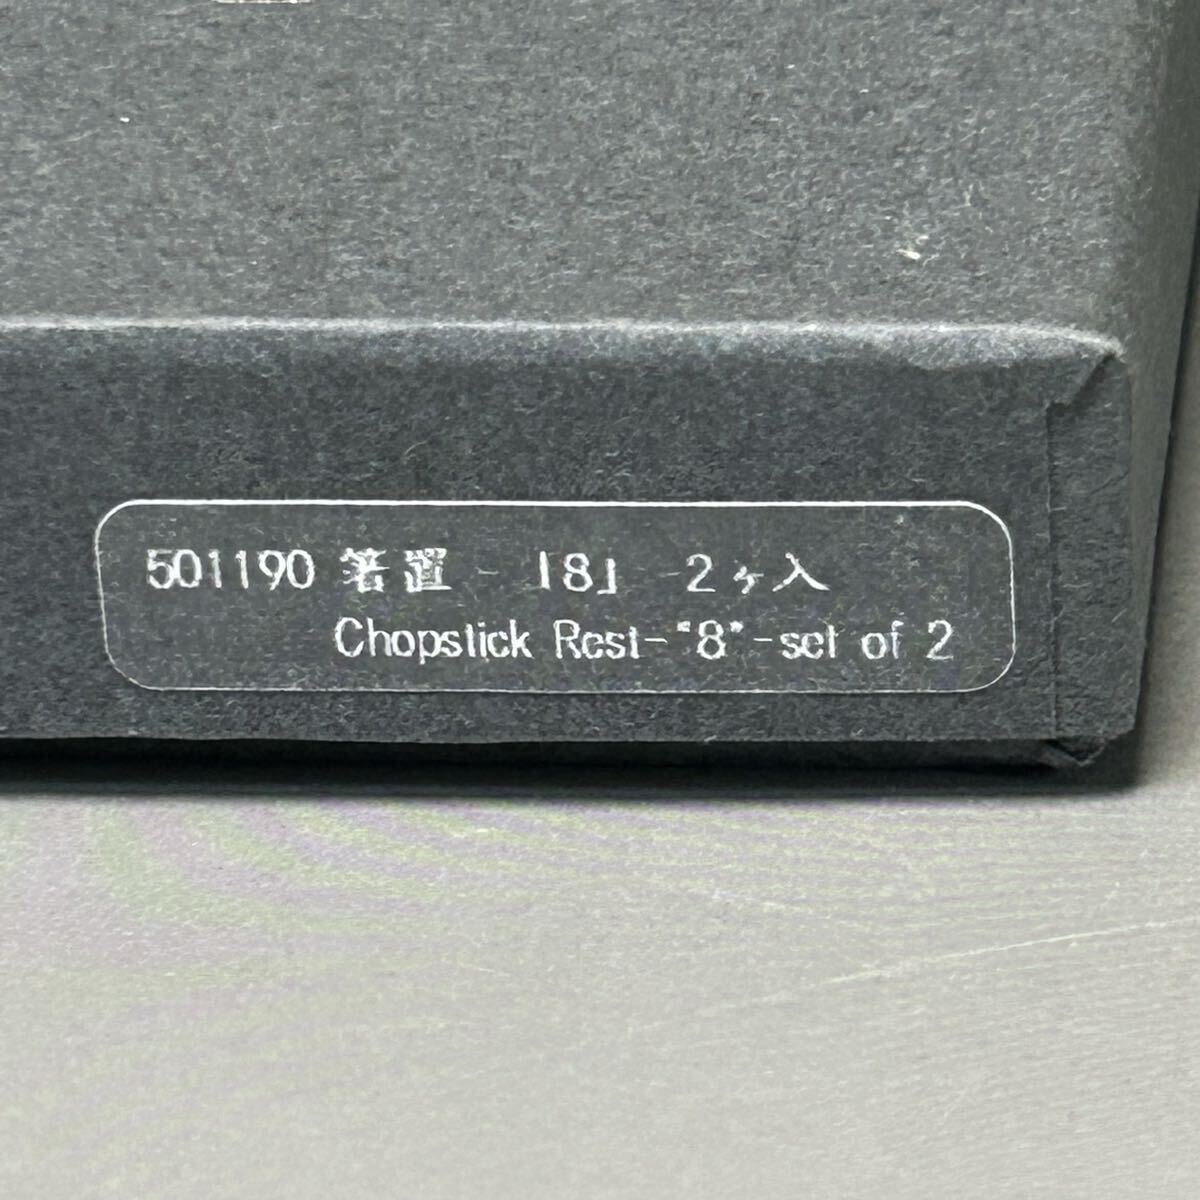 501190 箸置 - 「8」 -2ヶ入
Chopstick Rest-"8"-set of 2